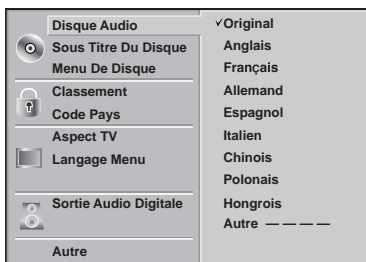 Disque Audio
Sous Titre Du Disque
Menu De Disque
Classement
Code Pays
Aspect TV
Langage Menu
Sortie Audio Digitale
Autre
✓Original
Anglais
Français
Allemand
Espagnol
Italien
Chinois
Polonais
Hongrois
Autre — — — —